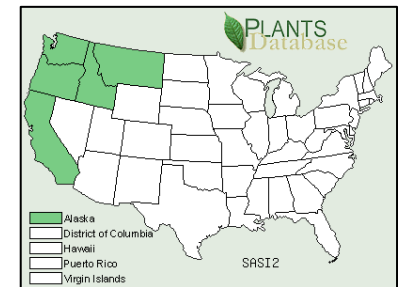 PLANTS
Database
Alaska
District of Columbia
Hawaii
Puerto Rico
Virgin Islands
SASI2